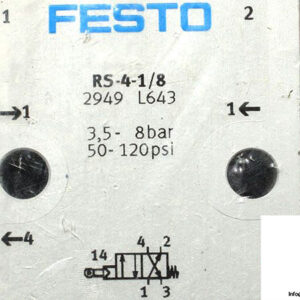 FESTO
1 2
RS-4-1/8
2949 L643
→1 1←
3,5- 8bar
50-120psi
←4
4 2
14
1 3